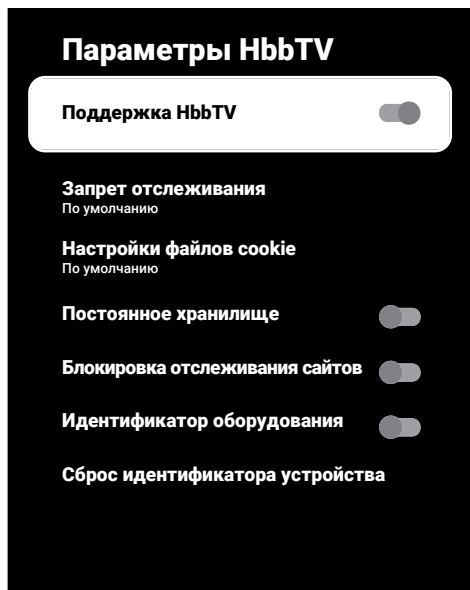 Параметры HbbTV
Поддержка HbbTV
Запрет отслеживания
По умолчанию
Настройки файлов cookie
По умолчанию
Постоянное хранилище
Блокировка отслеживания сайтов
Идентификатор оборудования
Сброс идентификатора устройства